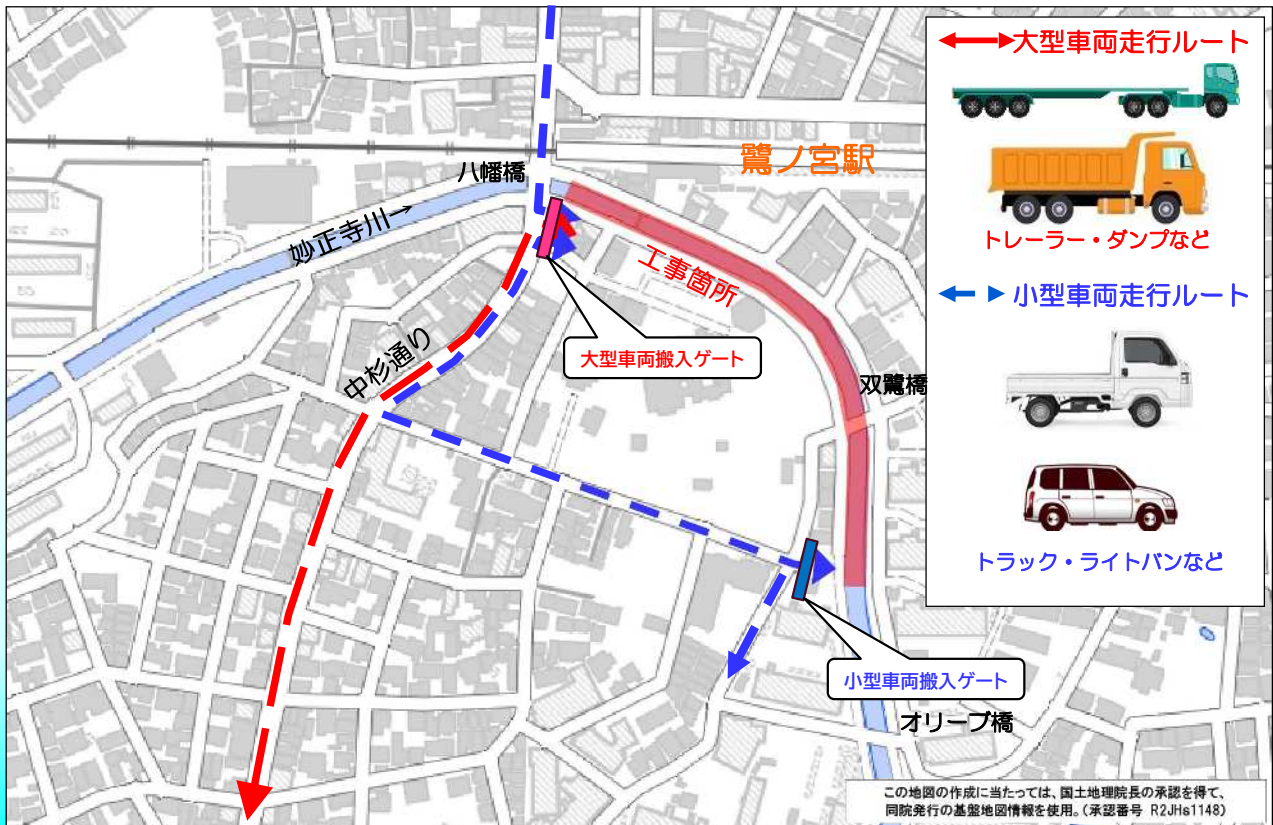 大型車両走行ルート
トレーラー・ダンプなど
小型車両走行ルート
トラック・ライトバンなど
鷺ノ宮駅
八幡橋
妙正寺川→
工事箇所
大型車両搬入ゲート
中杉通り
双鷺橋
小型車両搬入ゲート
オリーブ橋
この地図の作成に当たっては、国土地理院長の承認を得て、
同院発行の基盤地図情報を使用。(承認番号 R2JHs1148)